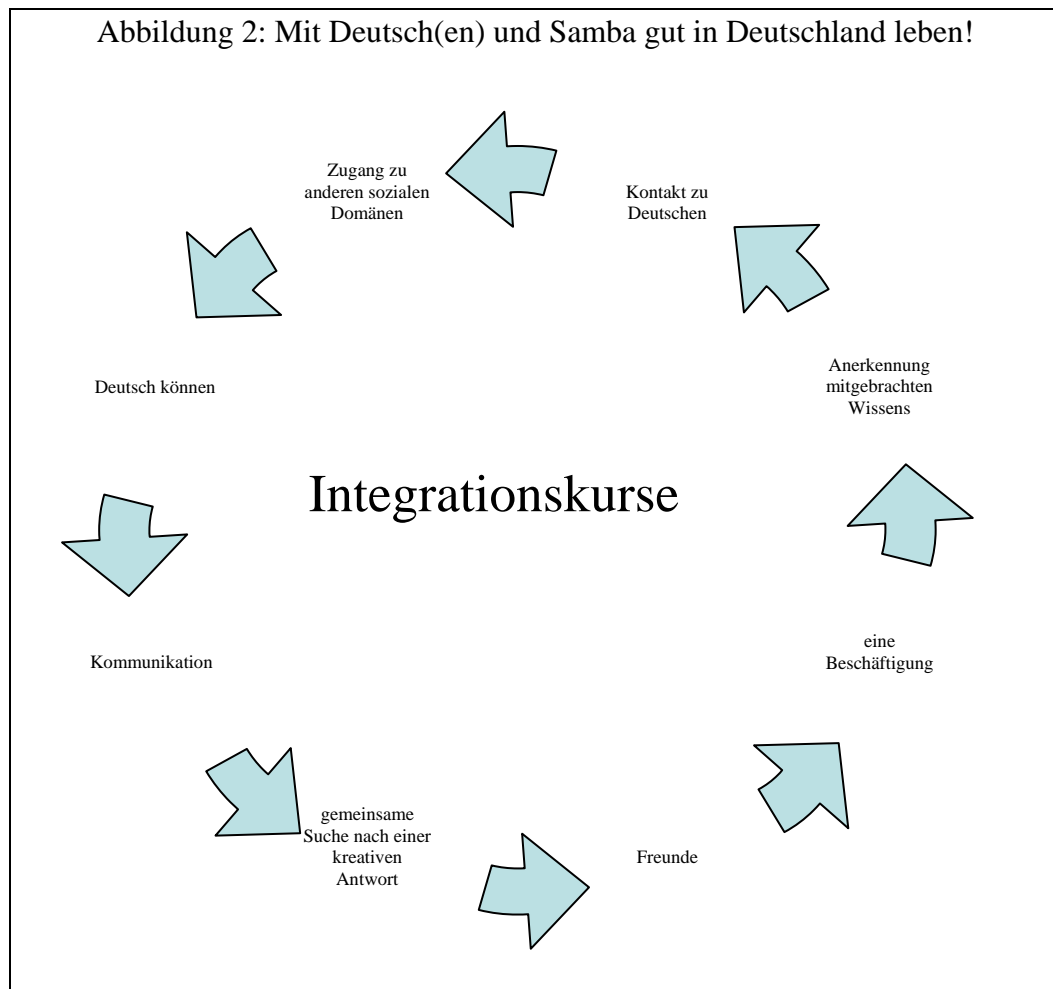 Abbildung 2: Mit Deutsch(en) und Samba gut in Deutschland leben!
Zugang zu
anderen sozialen
Domänen
Kontakt zu
Deutschen
Deutsch können
Anerkennung
mitgebrachten
Wissens
Integrationskurse
Kommunikation
eine
Beschäftigung
gemeinsame
Suche nach einer
kreativen
Antwort
Freunde